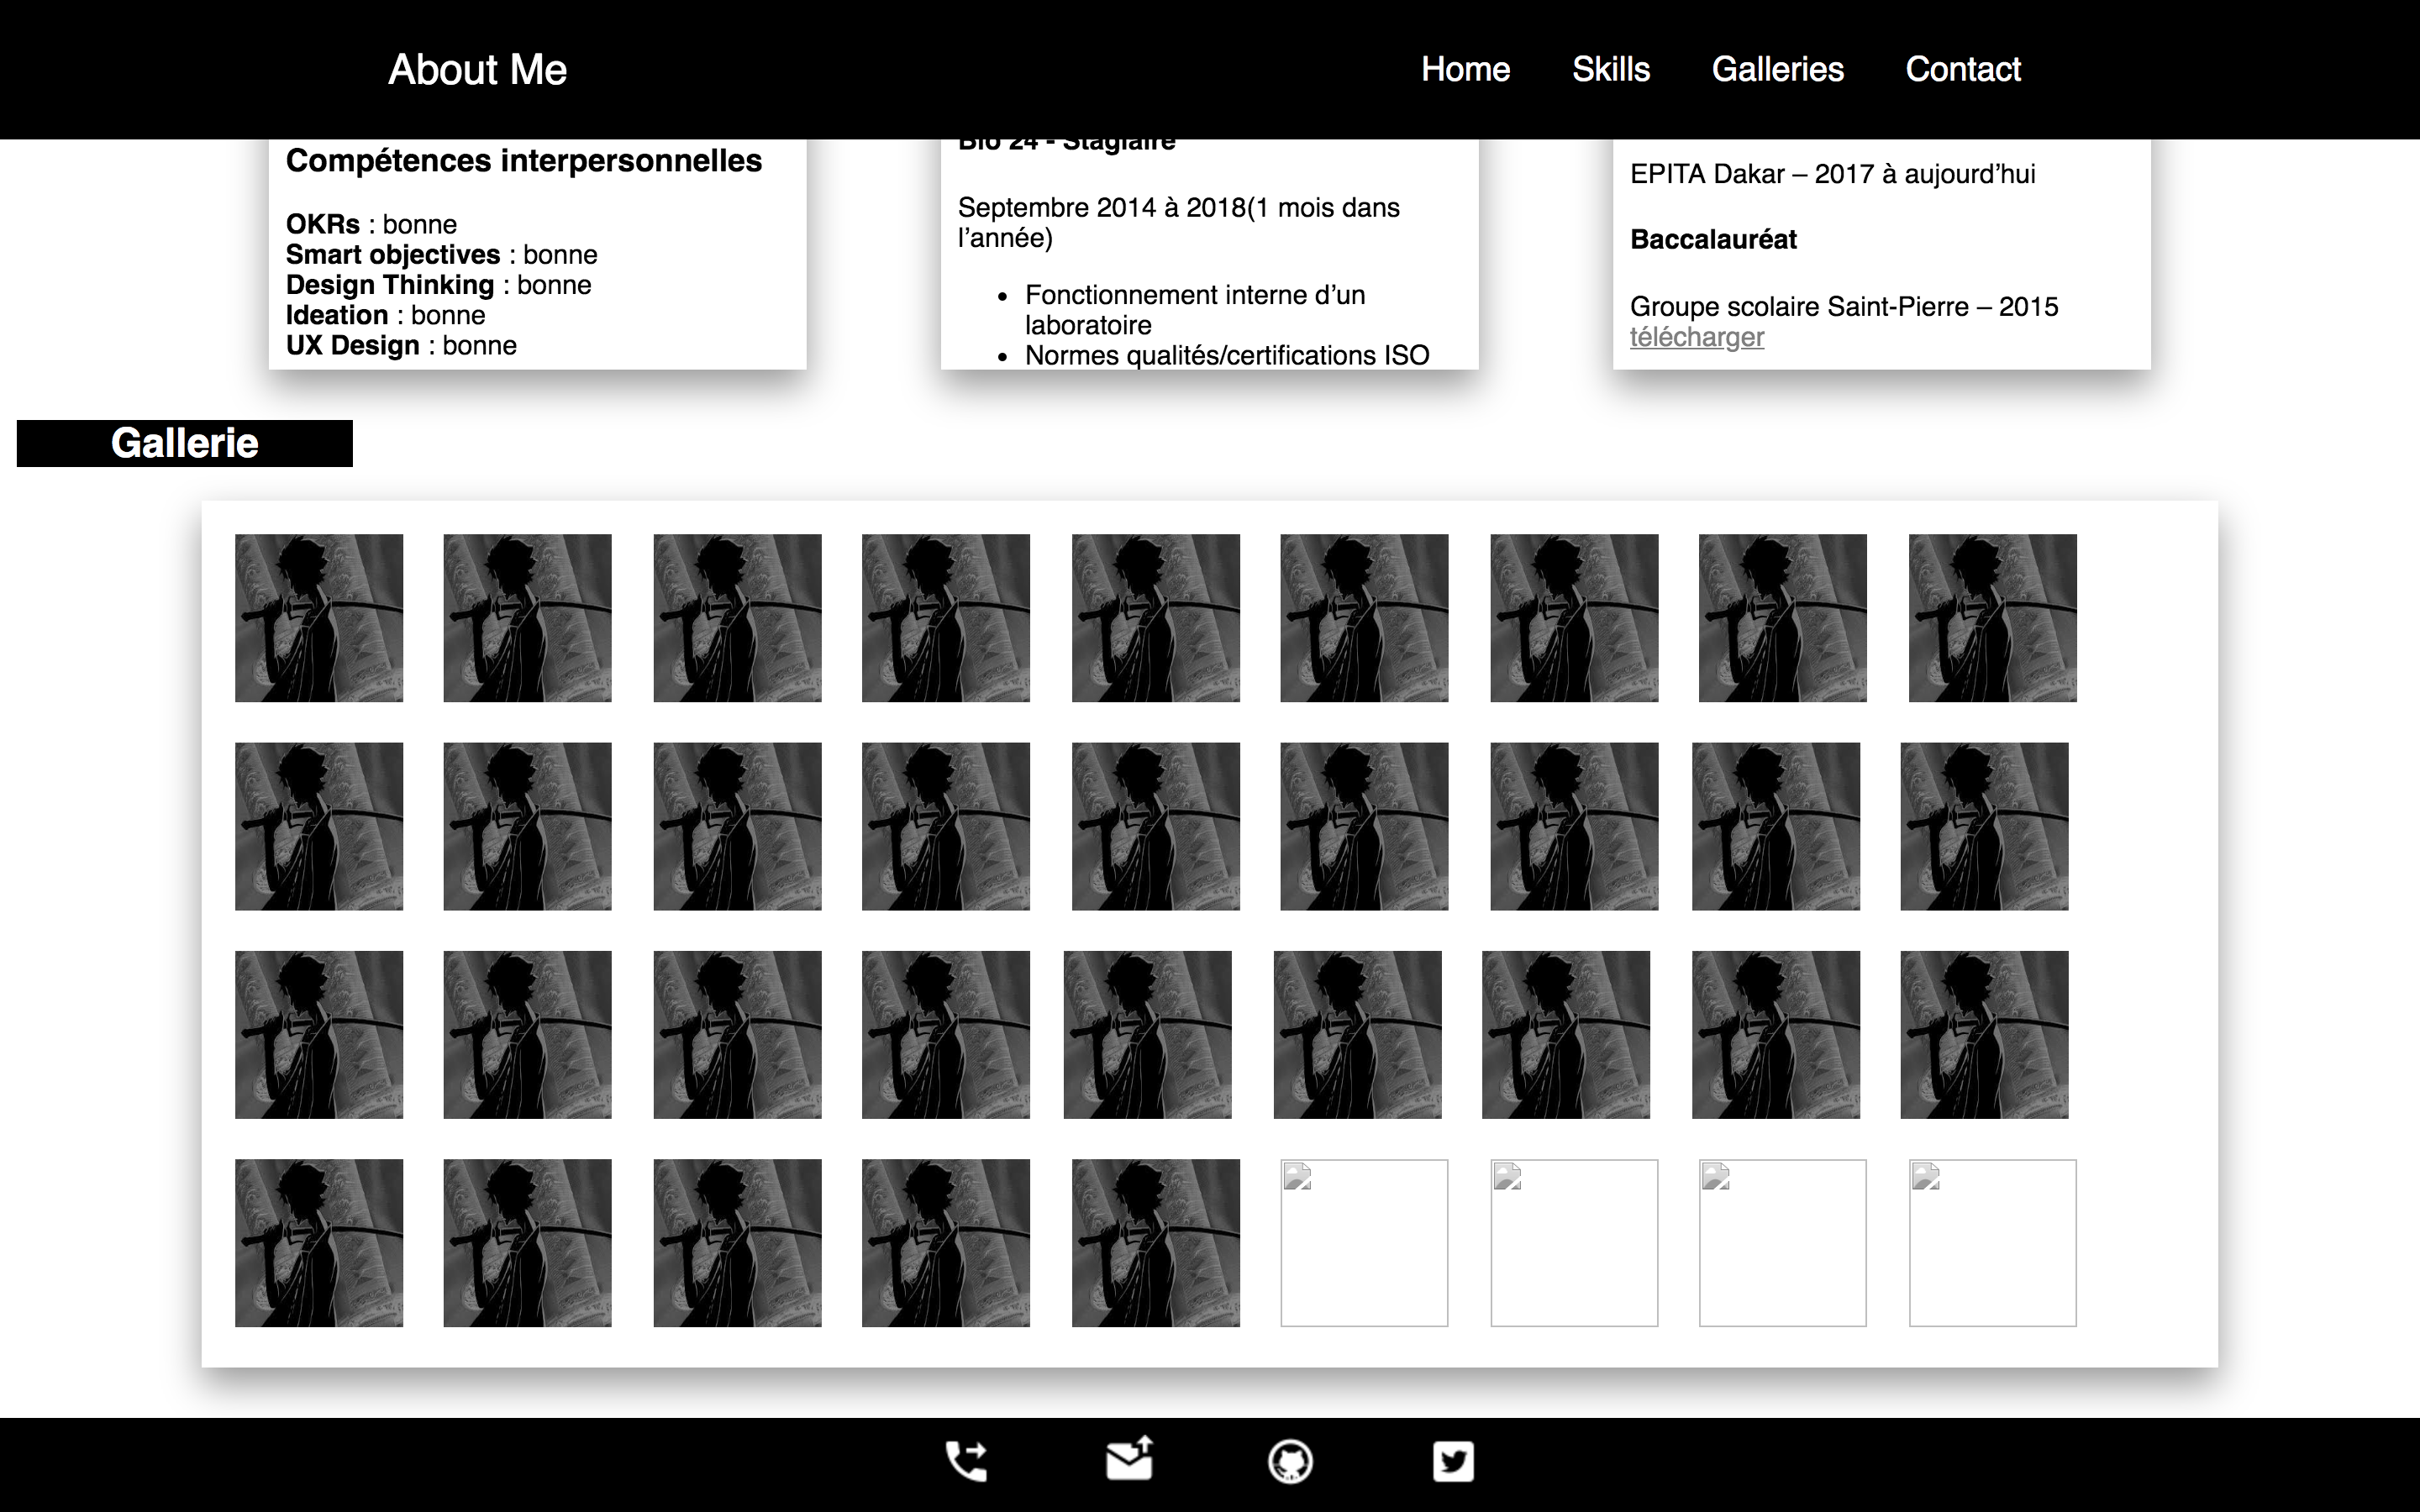 About Me
Home
Skills
Galleries
Contact
Compétences interpersonnelles
OKRs : bonne
Smart objectives : bonne
Design Thinking : bonne
Ideation : bonne
UX Design : bonne
Bio 24 - Stagiaire
Septembre 2014 à 2018(1 mois dans
l’année)
• Fonctionnement interne d’un
laboratoire
• Normes qualités/certifications ISO
EPITA Dakar – 2017 à aujourd’hui
Baccalauréat
Groupe scolaire Saint-Pierre – 2015
télécharger
Gallerie